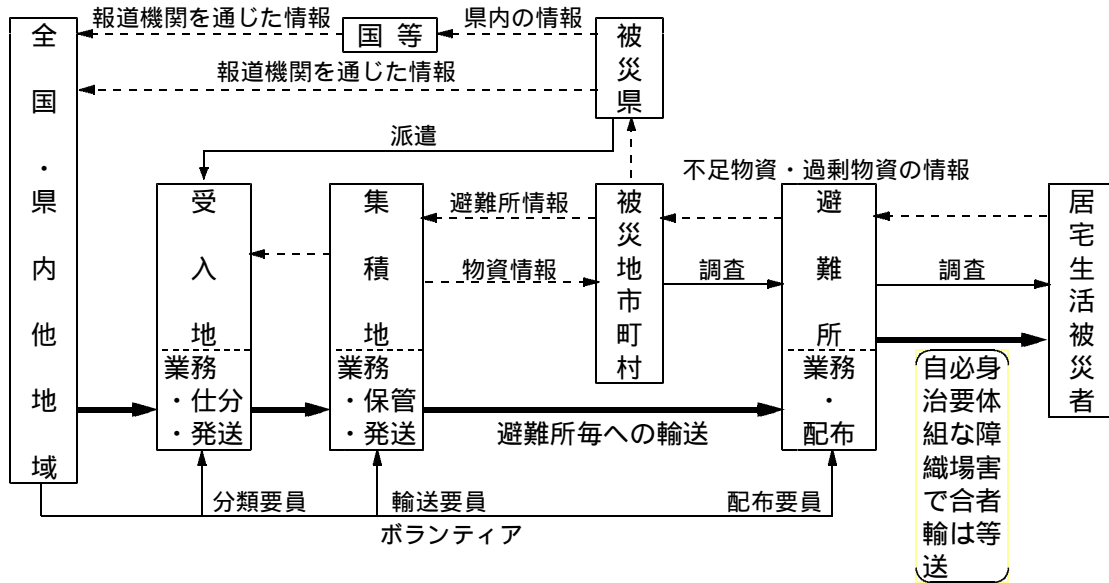 報道機関を通じた情報
国等
県内の情報
報道機関を通じた情報
全国・県内他地域
被災県
派遣
受入地
業務
・仕分
・発送
集積地
業務
・保管
・発送
避難所情報
物資情報
被災地市町村
不足物資・過剰物資の情報
調査
避難所
業務
・
配布
調査
居宅生活被災者
避難所毎への輸送
身体障害者等
必要な場合は
自治組織で輸送
分類要員
輸送要員
配布要員
ボランティア